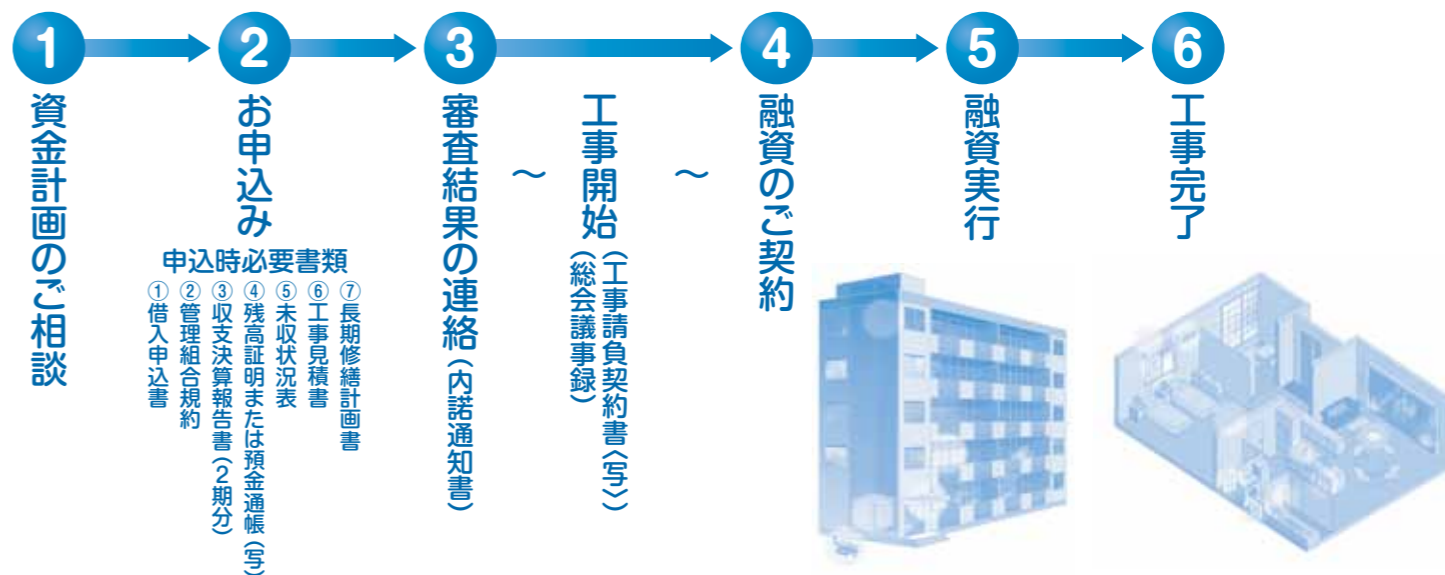 1
資金計画のご相談
2
お申込み
申込時必要書類
①借入申込書
②管理組合規約
③収支決算報告書(2期分)
④残高証明または預金通帳(写)
⑤未収状況表
⑥工事見積書
⑦長期修繕計画書
3
審査結果の連絡(内諾通知書)
～
工事開始
(工事請負契約書〈写〉)
(総会議事録)
～
4
融資のご契約
5
融資実行
6
工事完了